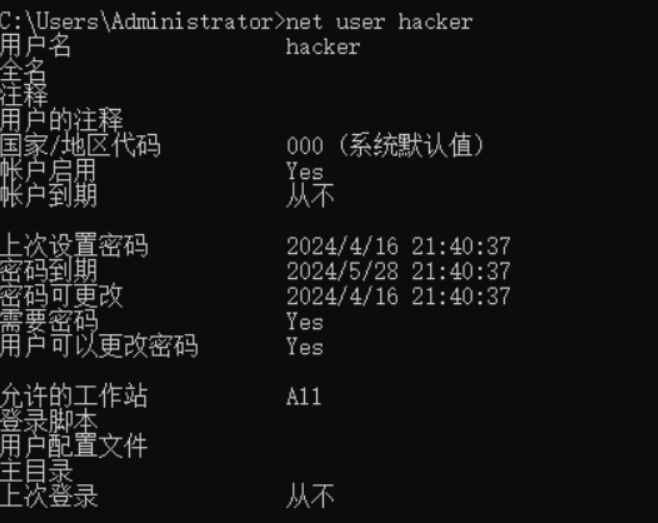 C:\Users\Administrator>net user hacker
用户名 hacker
全名
注释
用户的注释
国家/地区代码 000 (系统默认值)
帐户启用 Yes
帐户到期 从不
上次设置密码 2024/4/16 21:40:37
密码到期 2024/5/28 21:40:37
密码可更改 2024/4/16 21:40:37
需要密码 Yes
用户可以更改密码 Yes
允许的工作站 All
登录脚本
用户配置文件
主目录
上次登录 从不